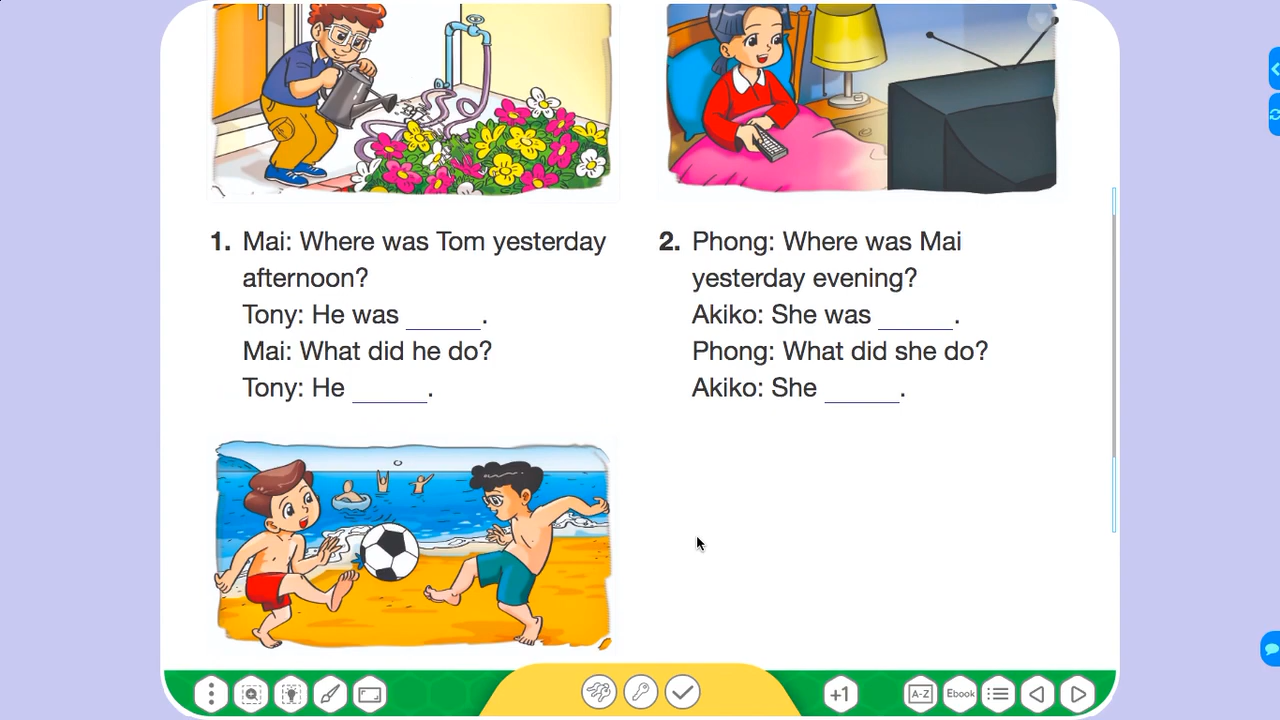 1. Mai: Where was Tom yesterday
afternoon?
Tony: He was ______.
Mai: What did he do?
Tony: He ______.
2. Phong: Where was Mai
yesterday evening?
Akiko: She was ______.
Phong: What did she do?
Akiko: She ______.
+1
A-Z
Ebook